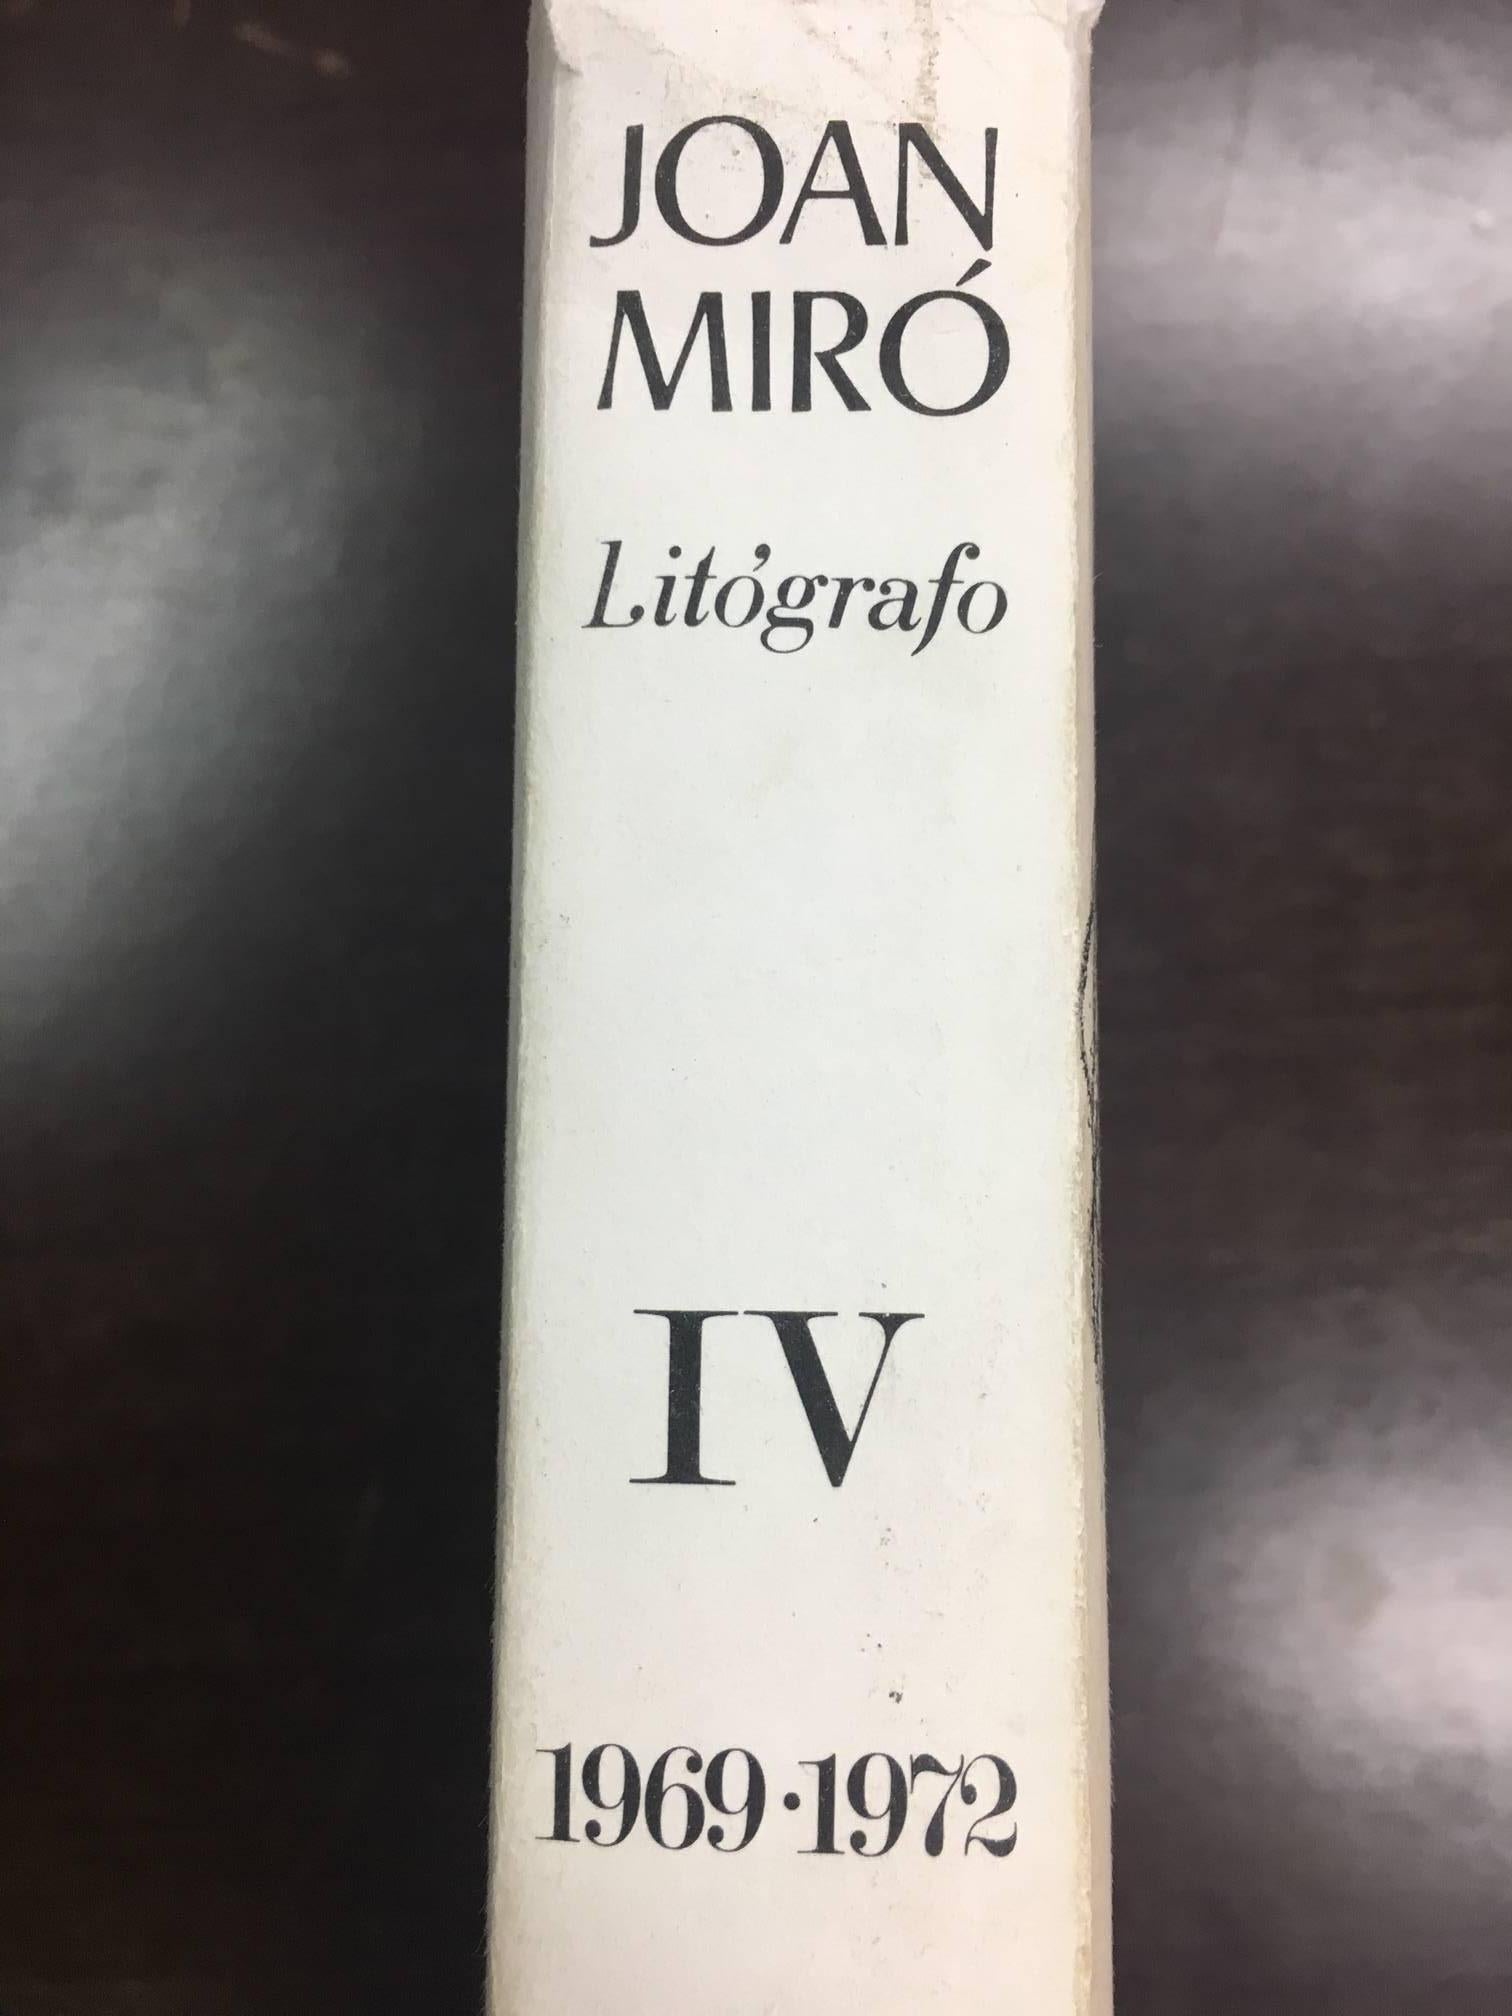 JOAN
MIRÓ
Litógrafo
IV
1969·1972